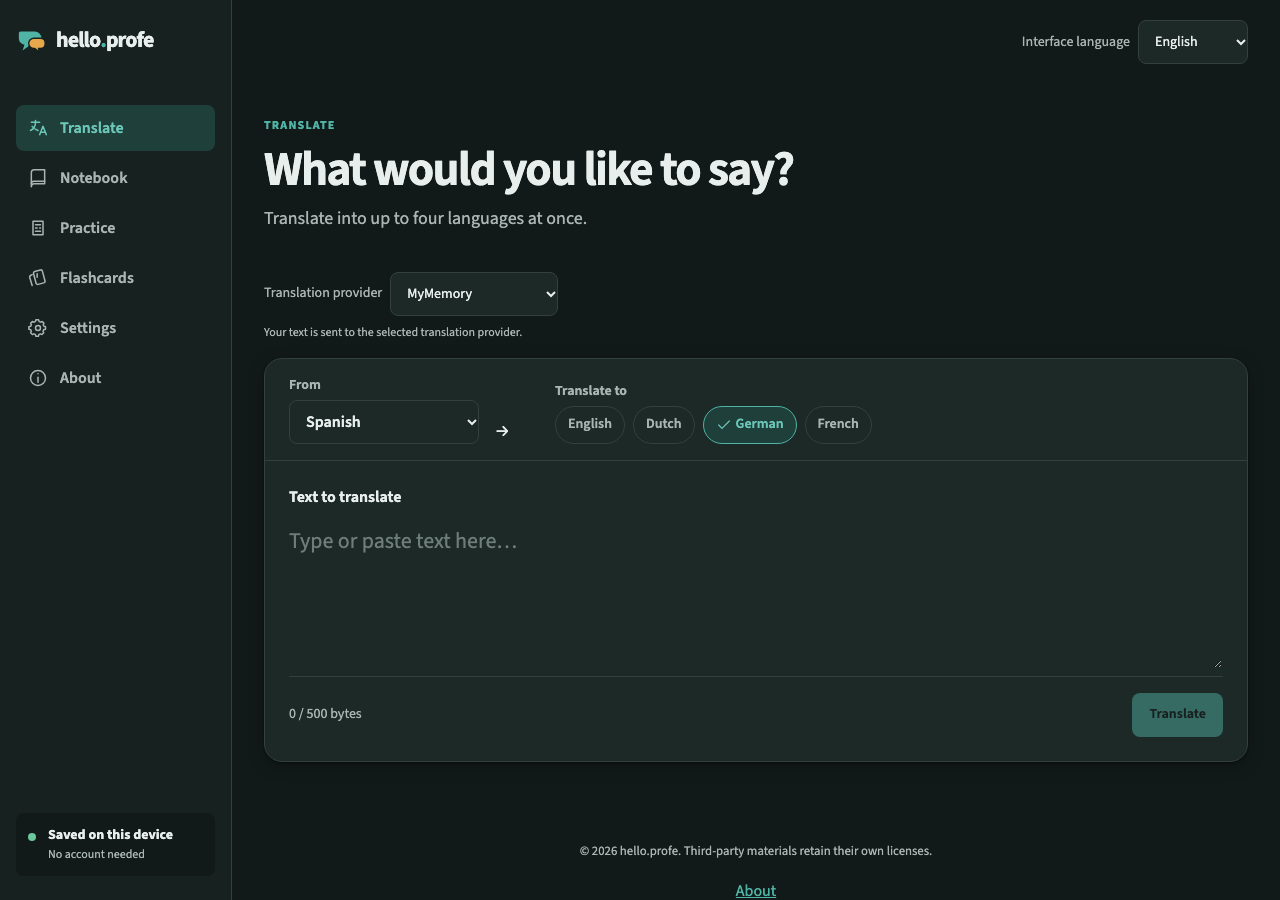 hello.profe
Interface language
English
Translate
Notebook
Practice
Flashcards
Settings
About
TRANSLATE
What would you like to say?
Translate into up to four languages at once.
Translation provider
MyMemory
Your text is sent to the selected translation provider.
From
Spanish
Translate to
English
Dutch
German
French
Text to translate
Type or paste text here…
0 / 500 bytes
Translate
Saved on this device
No account needed
© 2026 hello.profe. Third-party materials retain their own licenses.
About